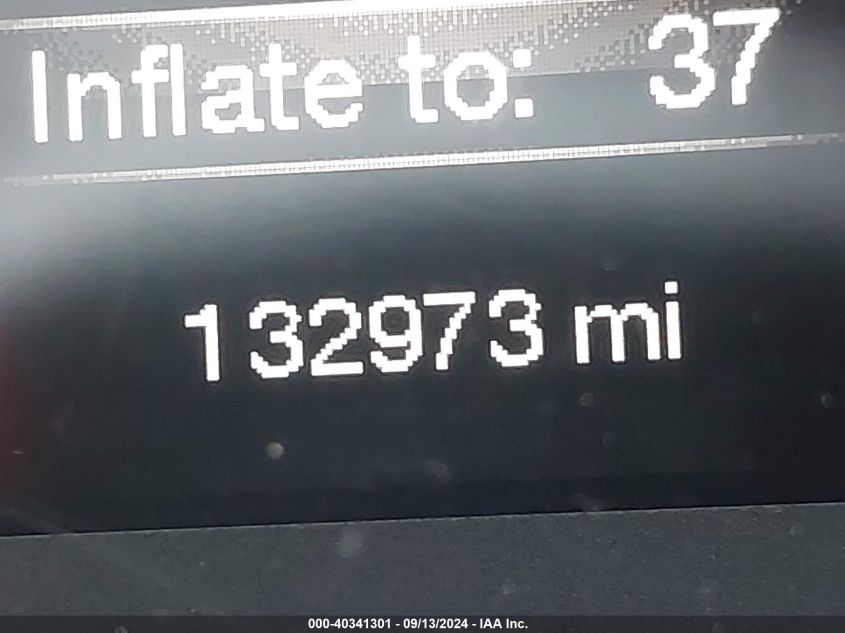 Inflate to: 37
132973 mi
000-40341301 - 09/13/2024 - IAA Inc.